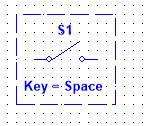 S1
Key = Space